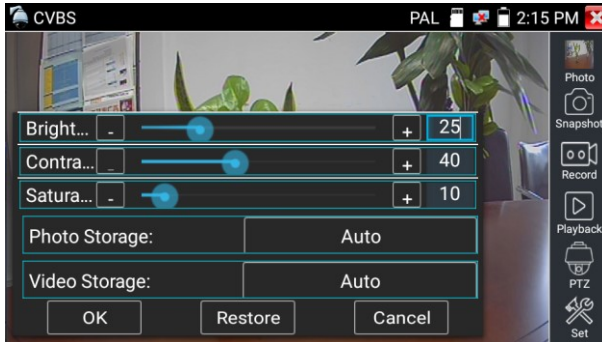 CVBS PAL 2:15 PM
Photo
Snapshot
Bright... - + 25
Contra... - + 40
Record
Satura... - + 10
Playback
Photo Storage: Auto
PTZ
Video Storage: Auto
OK Restore Cancel
Set